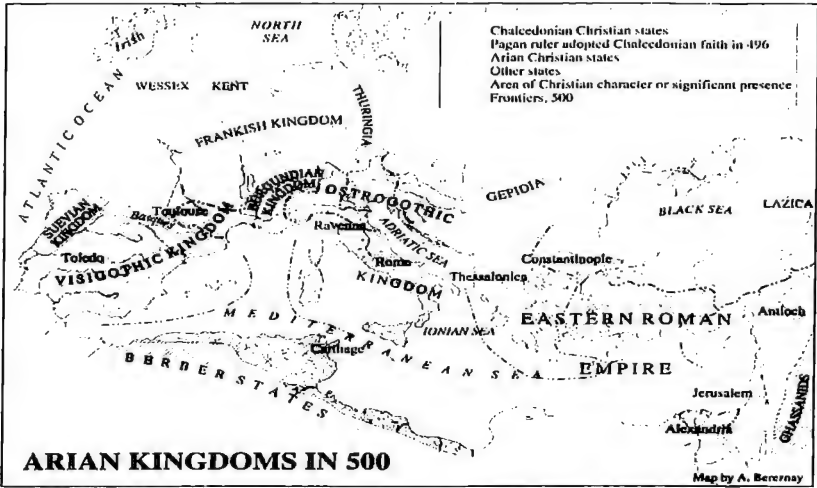 NORTH
SEA
Irish
ATLANTIC OCEAN
WESSEX KENT
Chalcedonian Christian states
Pagan ruler adopted Chalcedonian faith in 496
Arian Christian states
Other states
Area of Christian character or significant presence
Frontiers, 500
THURINGIA
FRANKISH KINGDOM
BURGUNDIAN
KINGDOM
OSTROGOTHIC
GEPIDIA
BLACK SEA
LAZICA
SUEVIAN
KINGDOM
Toulouse
Ravenna
ADRIATIC SEA
Toledo
VISIGOPHIC KINGDOM
Rome
KINGDOM
Thessalonica
Constantinople
MEDITERRANEAN SEA
IONIAN SEA
EASTERN ROMAN
EMPIRE
Antioch
Carthage
BERBER STATES
Jerusalem
Alexandria
GHASSANIDS
ARIAN KINGDOMS IN 500
Map by A. Berernay